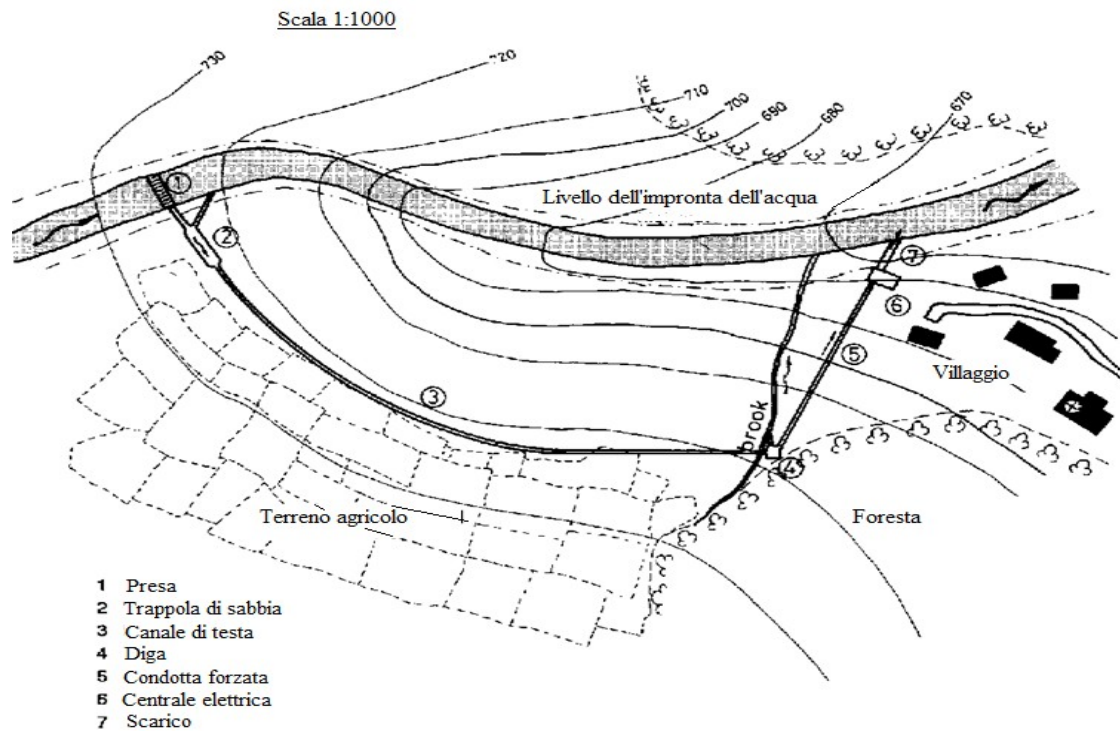 Scala 1:1000
730
720
710
700
690
680
670
1
2
Livello dell'impronta dell'acqua
7
6
5
Villaggio
3
brook
4
Terreno agricolo
Foresta
1 Presa
2 Trappola di sabbia
3 Canale di testa
4 Diga
5 Condotta forzata
6 Centrale elettrica
7 Scarico